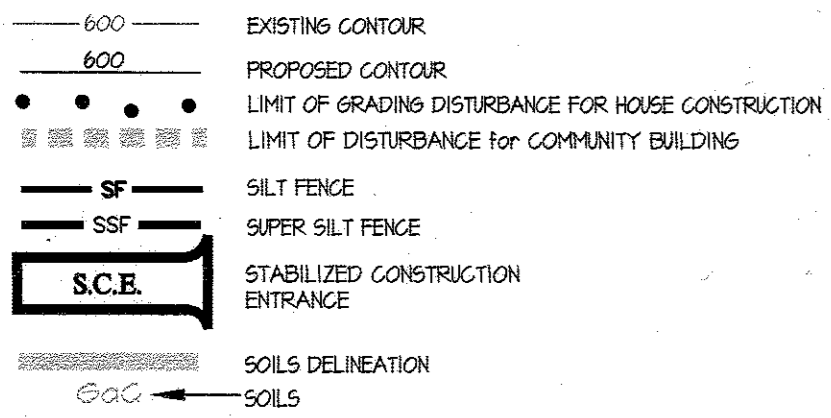 600 EXISTING CONTOUR
600 PROPOSED CONTOUR
LIMIT OF GRADING DISTURBANCE FOR HOUSE CONSTRUCTION
LIMIT OF DISTURBANCE for COMMUNITY BUILDING
SF SILT FENCE
SSF SUPER SILT FENCE
S.C.E. STABILIZED CONSTRUCTION
ENTRANCE
SOILS DELINEATION
GaC SOILS